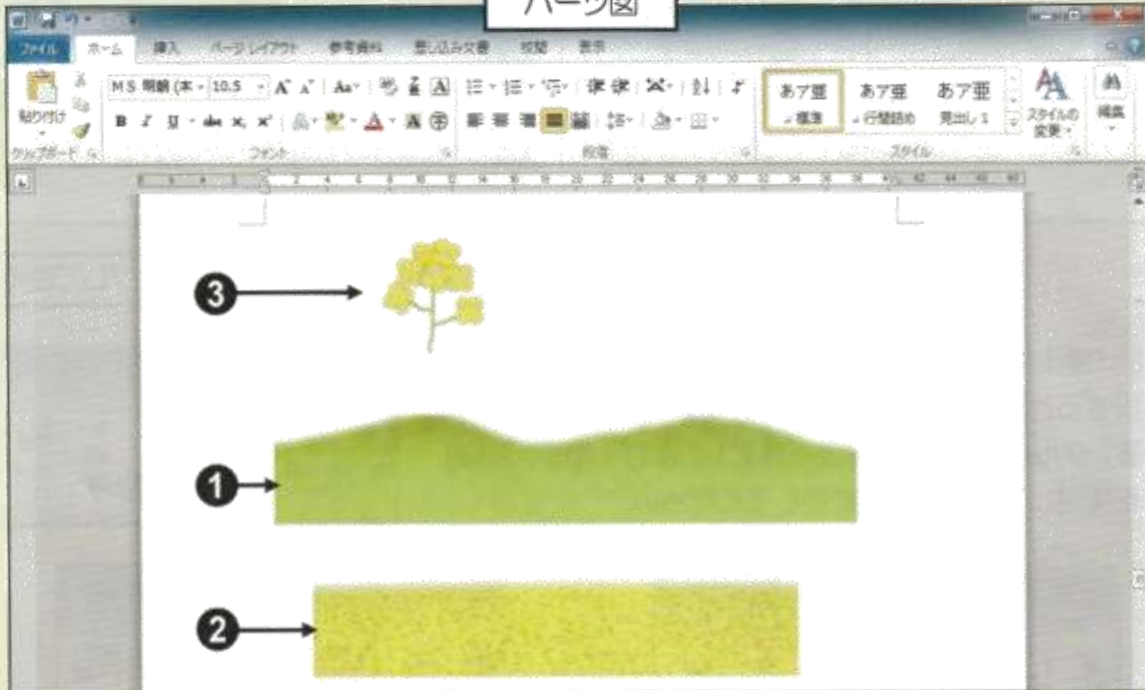 パーツ図
ファイル ホーム 挿入 ページ レイアウト 参考資料 差し込み文書 校閲 表示
MS 明朝 (本 10.5 A A Aa A
貼り付け
B I U abc x, x A A
あア亜 あア亜 あア亜
標準 行間詰め 見出し 1
スタイルの変更
編集
クリップボード フォント 段落 スタイル
3
1
2